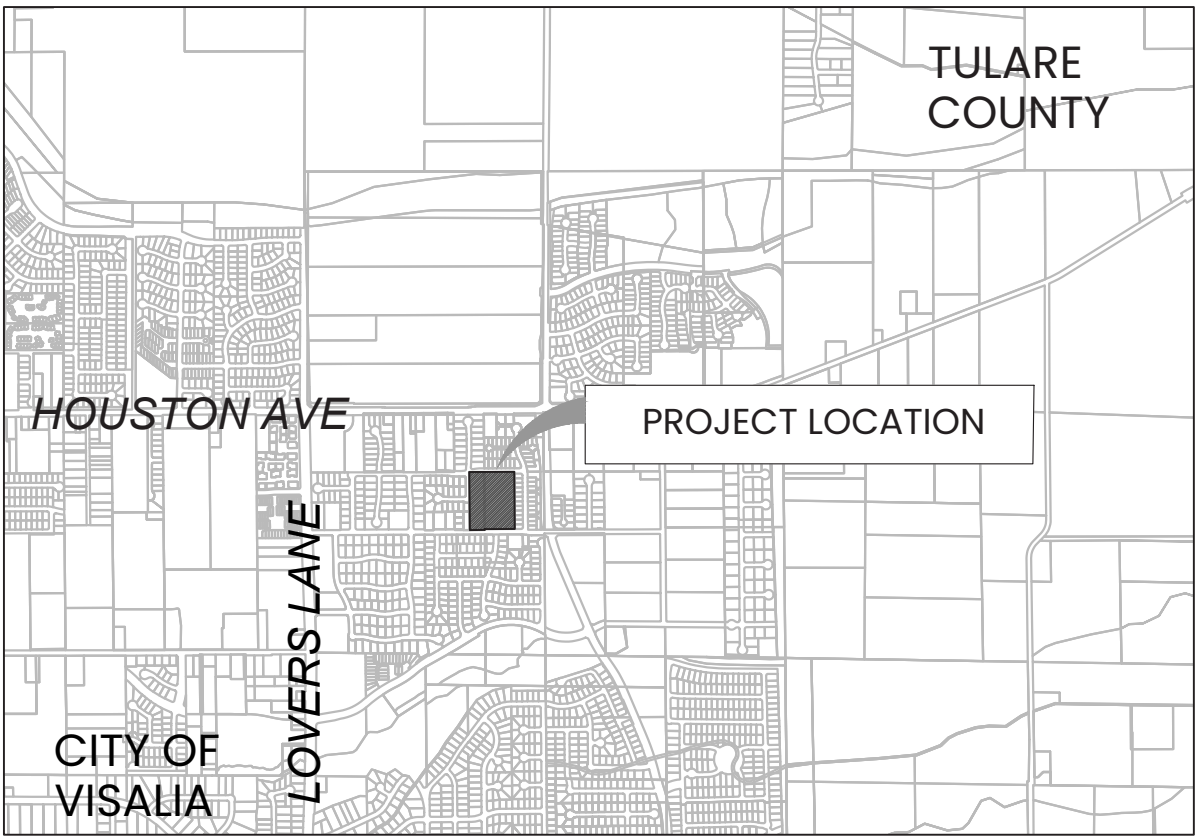 TULARE
COUNTY
HOUSTON AVE
PROJECT LOCATION
LOVERS LANE
CITY OF
VISALIA